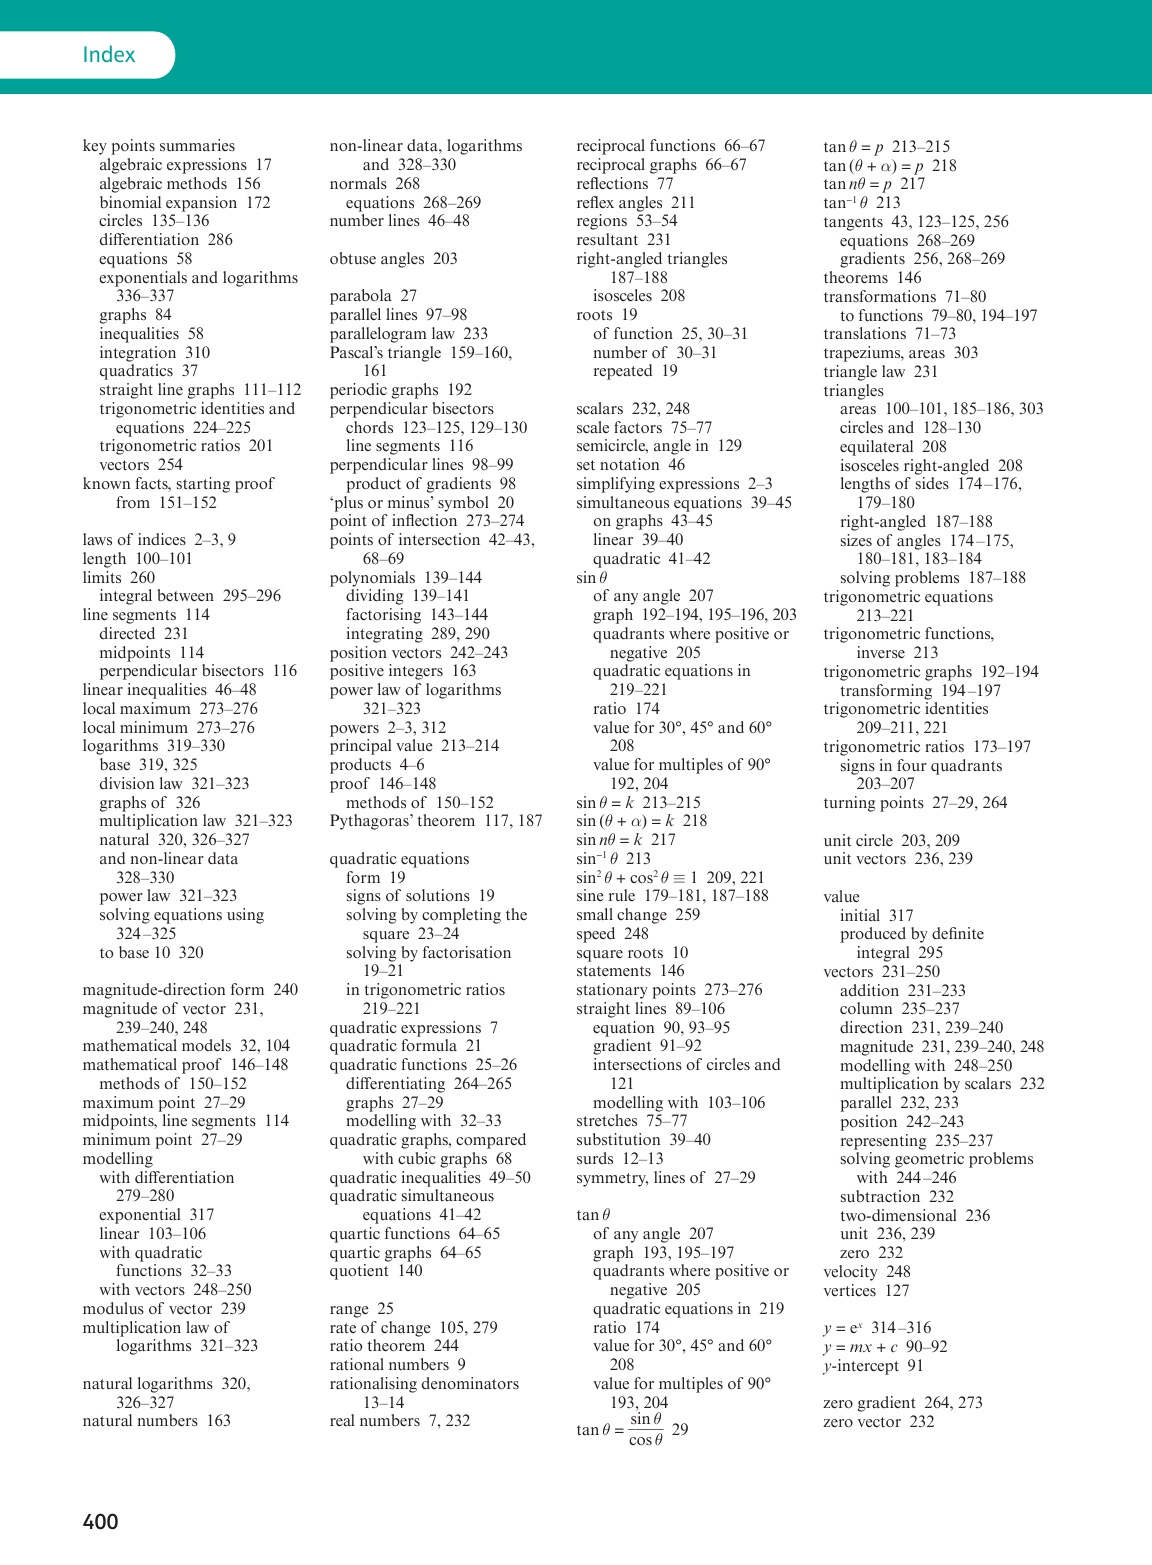 Index
key points summaries
algebraic expressions 17
algebraic methods 156
binomial expansion 172
circles 135–136
differentiation 286
equations 58
exponentials and logarithms
336–337
graphs 84
inequalities 58
integration 310
quadratics 37
straight line graphs 111–112
trigonometric identities and
equations 224–225
trigonometric ratios 201
vectors 254
known facts, starting proof
from 151–152
laws of indices 2–3, 9
length 100–101
limits 260
integral between 295–296
line segments 114
directed 231
midpoints 114
perpendicular bisectors 116
linear inequalities 46–48
local maximum 273–276
local minimum 273–276
logarithms 319–330
base 319, 325
division law 321–323
graphs of 326
multiplication law 321–323
natural 320, 326–327
and non-linear data
328–330
power law 321–323
solving equations using
324–325
to base 10 320
magnitude-direction form 240
magnitude of vector 231,
239–240, 248
mathematical models 32, 104
mathematical proof 146–148
methods of 150–152
maximum point 27–29
midpoints, line segments 114
minimum point 27–29
modelling
with differentiation
279–280
exponential 317
linear 103–106
with quadratic
functions 32–33
with vectors 248–250
modulus of vector 239
multiplication law of
logarithms 321–323
natural logarithms 320,
326–327
natural numbers 163
non-linear data, logarithms
and 328–330
normals 268
equations 268–269
number lines 46–48
obtuse angles 203
parabola 27
parallel lines 97–98
parallelogram law 233
Pascal's triangle 159–160,
161
periodic graphs 192
perpendicular bisectors
chords 123–125, 129–130
line segments 116
perpendicular lines 98–99
product of gradients 98
‘plus or minus’ symbol 20
point of inflection 273–274
points of intersection 42–43,
68–69
polynomials 139–144
dividing 139–141
factorising 143–144
integrating 289, 290
position vectors 242–243
positive integers 163
power law of logarithms
321–323
powers 2–3, 312
principal value 213–214
products 4–6
proof 146–148
methods of 150–152
Pythagoras’ theorem 117, 187
quadratic equations
form 19
signs of solutions 19
solving by completing the
square 23–24
solving by factorisation
19–21
in trigonometric ratios
219–221
quadratic expressions 7
quadratic formula 21
quadratic functions 25–26
differentiating 264–265
graphs 27–29
modelling with 32–33
quadratic graphs, compared
with cubic graphs 68
quadratic inequalities 49–50
quadratic simultaneous
equations 41–42
quartic functions 64–65
quartic graphs 64–65
quotient 140
range 25
rate of change 105, 279
ratio theorem 244
rational numbers 9
rationalising denominators
13–14
real numbers 7, 232
reciprocal functions 66–67
reciprocal graphs 66–67
reflections 77
reflex angles 211
regions 53–54
resultant 231
right-angled triangles
187–188
isosceles 208
roots 19
of function 25, 30–31
number of 30–31
repeated 19
scalars 232, 248
scale factors 75–77
semicircle, angle in 129
set notation 46
simplifying expressions 2–3
simultaneous equations 39–45
on graphs 43–45
linear 39–40
quadratic 41–42
sin θ
of any angle 207
graph 192–194, 195–196, 203
quadrants where positive or
negative 205
quadratic equations in
219–221
ratio 174
value for 30°, 45° and 60°
208
value for multiples of 90°
192, 204
sin θ = k 213–215
sin (θ + α) = k 218
sin nθ = k 217
sin⁻¹ θ 213
sin² θ + cos² θ ≡ 1 209, 221
sine rule 179–181, 187–188
small change 259
speed 248
square roots 10
statements 146
stationary points 273–276
straight lines 89–106
equation 90, 93–95
gradient 91–92
intersections of circles and
121
modelling with 103–106
stretches 75–77
substitution 39–40
surds 12–13
symmetry, lines of 27–29
tan θ
of any angle 207
graph 193, 195–197
quadrants where positive or
negative 205
quadratic equations in 219
ratio 174
value for 30°, 45° and 60°
208
value for multiples of 90°
193, 204
tan θ = sin θ / cos θ 29
tan θ = p 213–215
tan (θ + α) = p 218
tan nθ = p 217
tan⁻¹ θ 213
tangents 43, 123–125, 256
equations 268–269
gradients 256, 268–269
theorems 146
transformations 71–80
to functions 79–80, 194–197
translations 71–73
trapeziums, areas 303
triangle law 231
triangles
areas 100–101, 185–186, 303
circles and 128–130
equilateral 208
isosceles right-angled 208
lengths of sides 174–176,
179–180
right-angled 187–188
sizes of angles 174–175,
180–181, 183–184
solving problems 187–188
trigonometric equations
213–221
trigonometric functions,
inverse 213
trigonometric graphs 192–194
transforming 194–197
trigonometric identities
209–211, 221
trigonometric ratios 173–197
signs in four quadrants
203–207
turning points 27–29, 264
unit circle 203, 209
unit vectors 236, 239
value
initial 317
produced by definite
integral 295
vectors 231–250
addition 231–233
column 235–237
direction 231, 239–240
magnitude 231, 239–240, 248
modelling with 248–250
multiplication by scalars 232
parallel 232, 233
position 242–243
representing 235–237
solving geometric problems
with 244–246
subtraction 232
two-dimensional 236
unit 236, 239
zero 232
velocity 248
vertices 127
y = eˣ 314–316
y = mx + c 90–92
y-intercept 91
zero gradient 264, 273
zero vector 232
400